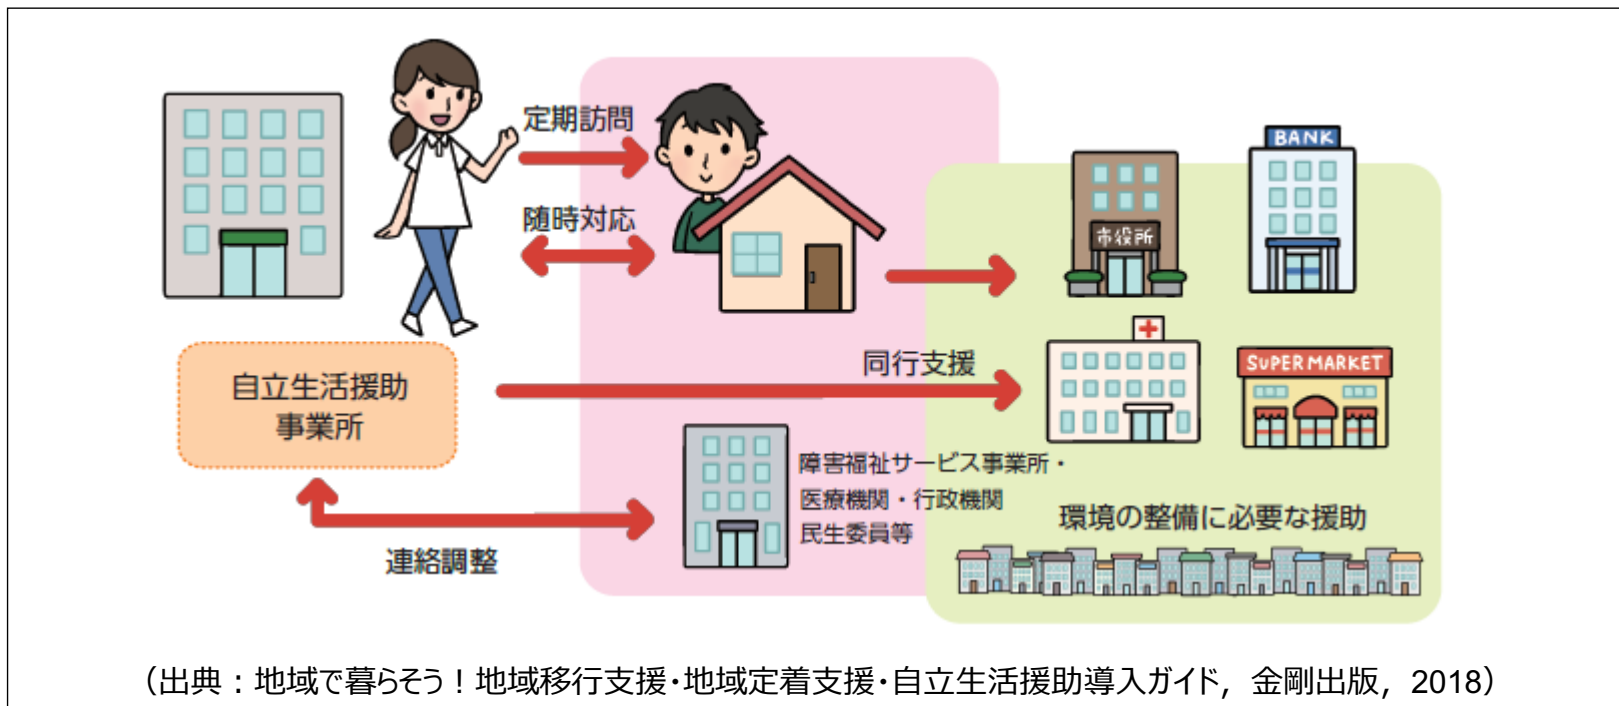 定期訪問
随時対応
市役所
BANK
同行支援
SUPER MARKET
自立生活援助
事業所
障害福祉サービス事業所・
医療機関・行政機関
民生委員等
環境の整備に必要な援助
連絡調整
（出典：地域で暮らそう！地域移行支援・地域定着支援・自立生活援助導入ガイド，金剛出版，2018）